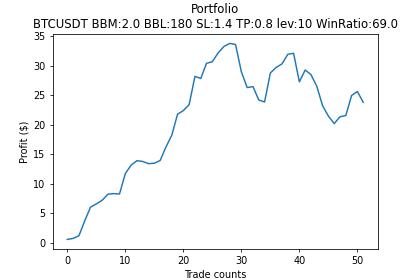 Portfolio
BTCUSDT BBM:2.0 BBL:180 SL:1.4 TP:0.8 lev:10 WinRatio:69.0
35
30
25
20
15
10
5
0
Profit ($)
0 10 20 30 40 50
Trade counts